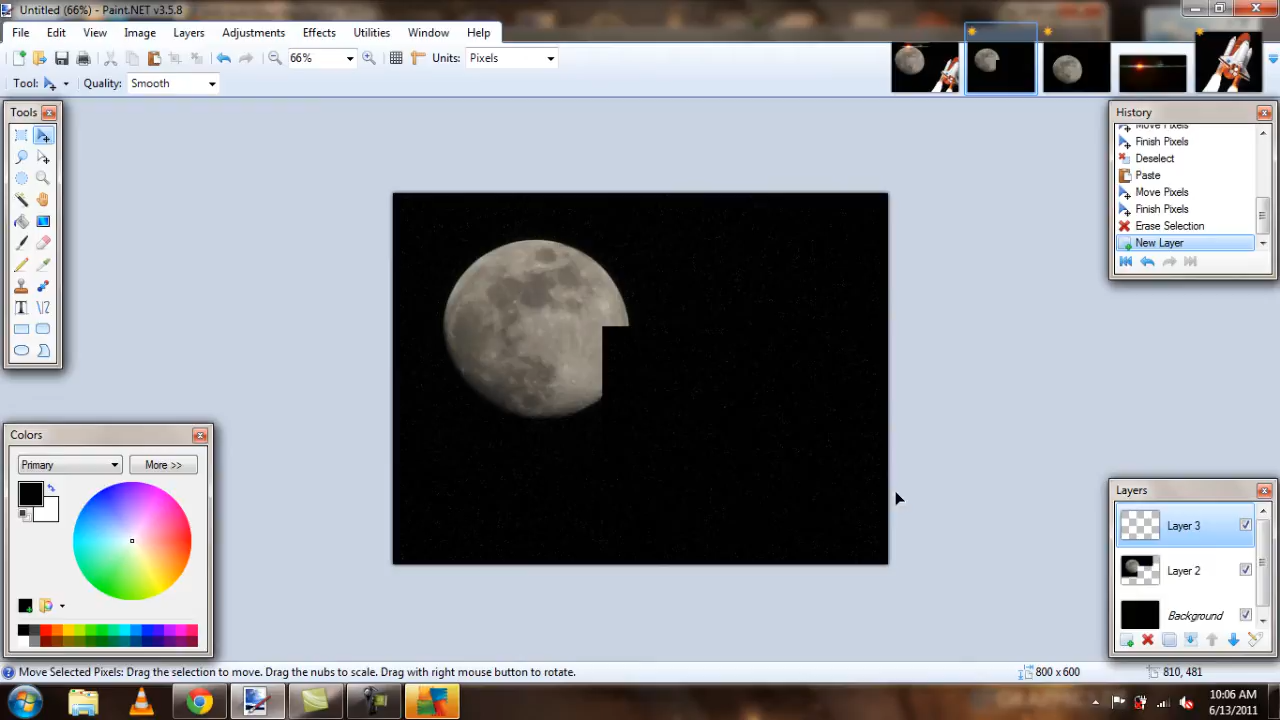 Untitled (66%) - Paint.NET v3.5.8
File Edit View Image Layers Adjustments Effects Utilities Window Help
66% Units: Pixels
Tool: Quality: Smooth
Tools
History
Move Pixels
Finish Pixels
Deselect
Paste
Move Pixels
Finish Pixels
Erase Selection
New Layer
Colors
Primary More >>
Layers
Layer 3
Layer 2
Background
Move Selected Pixels: Drag the selection to move. Drag the nubs to scale. Drag with right mouse button to rotate. 800 x 600 810, 481
10:06 AM
6/13/2011